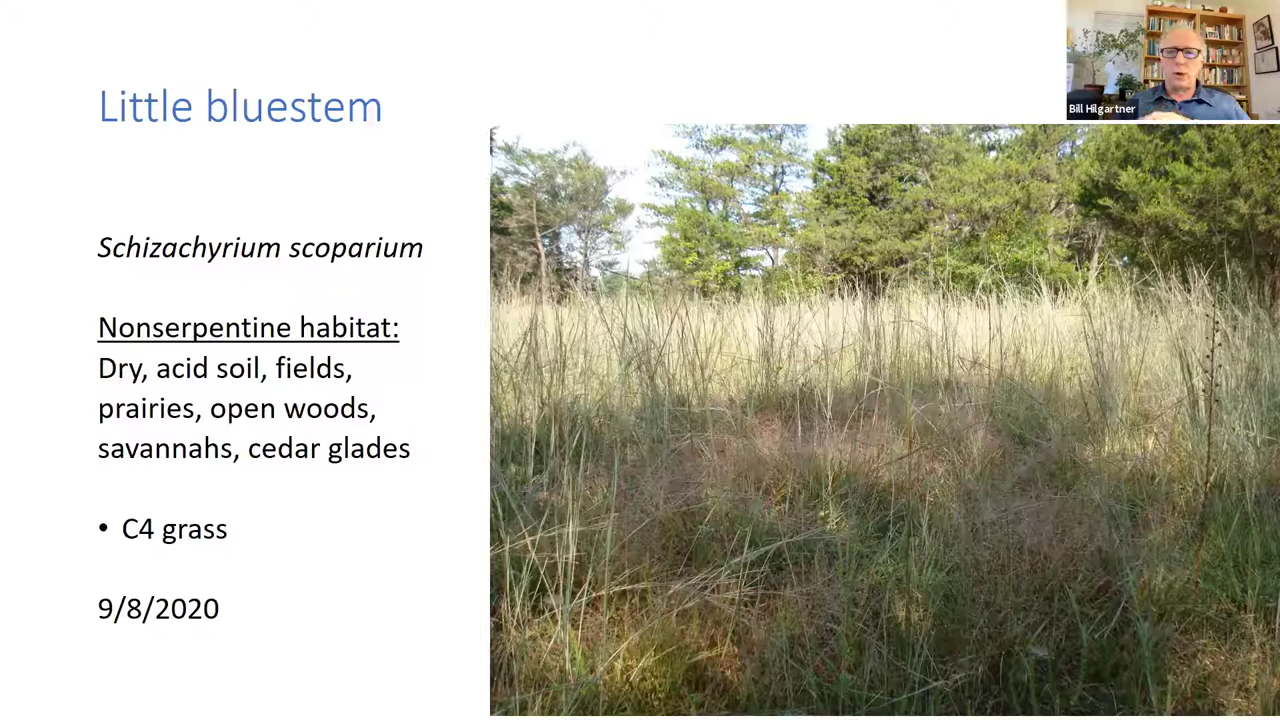 Little bluestem
Bill Hilgartner
Schizachyrium scoparium
Nonserpentine habitat:
Dry, acid soil, fields,
prairies, open woods,
savannahs, cedar glades
• C4 grass
9/8/2020